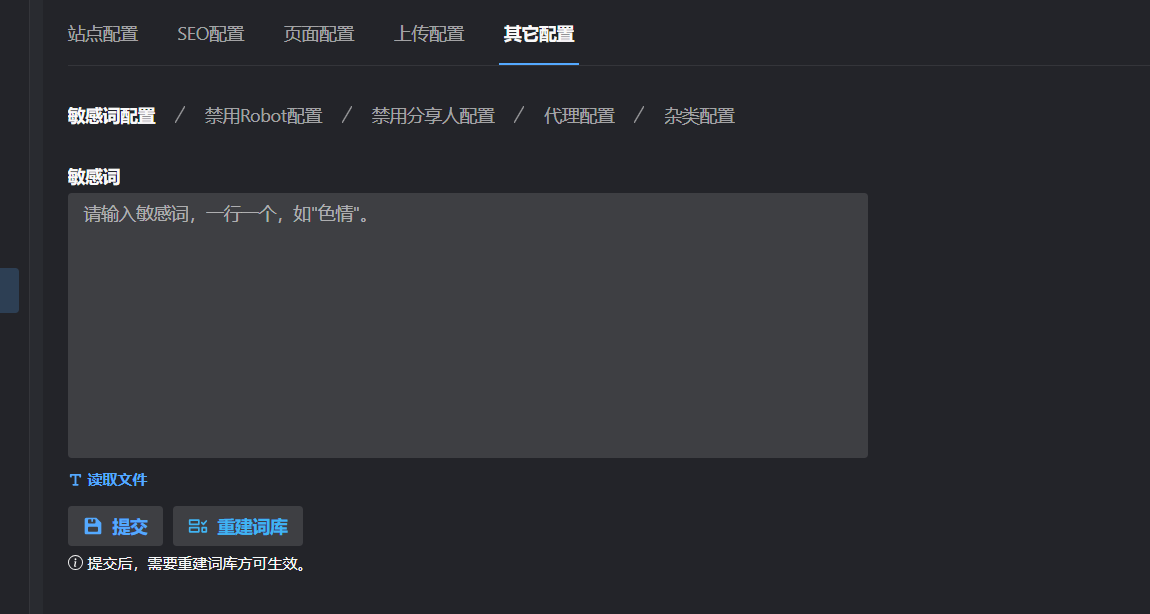 站点配置 SEO配置 页面配置 上传配置 其它配置
敏感词配置 / 禁用Robot配置 / 禁用分享人配置 / 代理配置 / 杂类配置
敏感词
请输入敏感词，一行一个，如"色情"。
读取文件
提交 重建词库
提交后，需要重建词库方可生效。